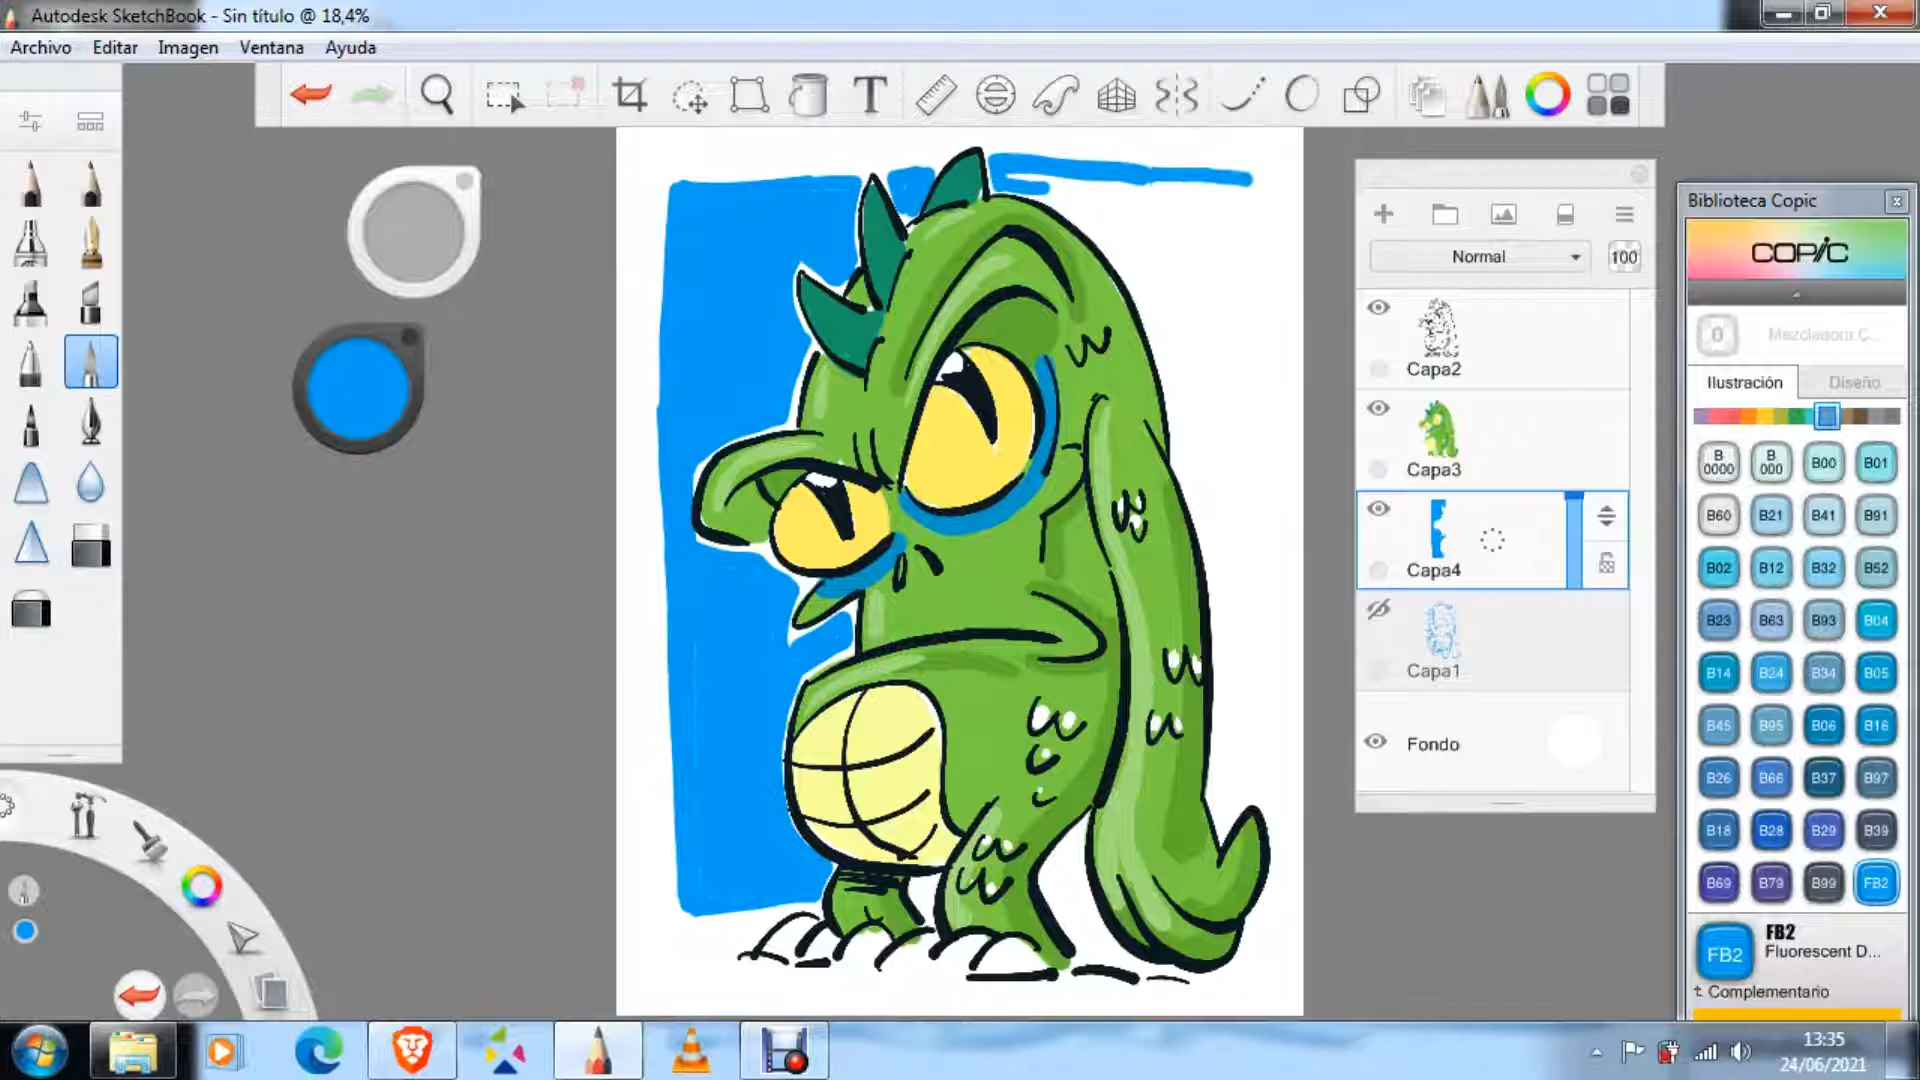 Autodesk SketchBook - Sin título @ 18,4%
Archivo Editar Imagen Ventana Ayuda
Normal
100
Capa2
Capa3
Capa4
Capa1
Fondo
Biblioteca Copic
COPIC
0 Mezcladora C...
Ilustración Diseño
B0000 B000 B00 B01
B60 B21 B41 B91
B02 B12 B32 B52
B23 B63 B93 B04
B14 B24 B34 B05
B45 B95 B06 B16
B26 B66 B37 B97
B18 B28 B29 B39
B69 B79 B99 FB2
FB2
FB2
Fluorescent D...
Complementario
13:35
24/06/2021